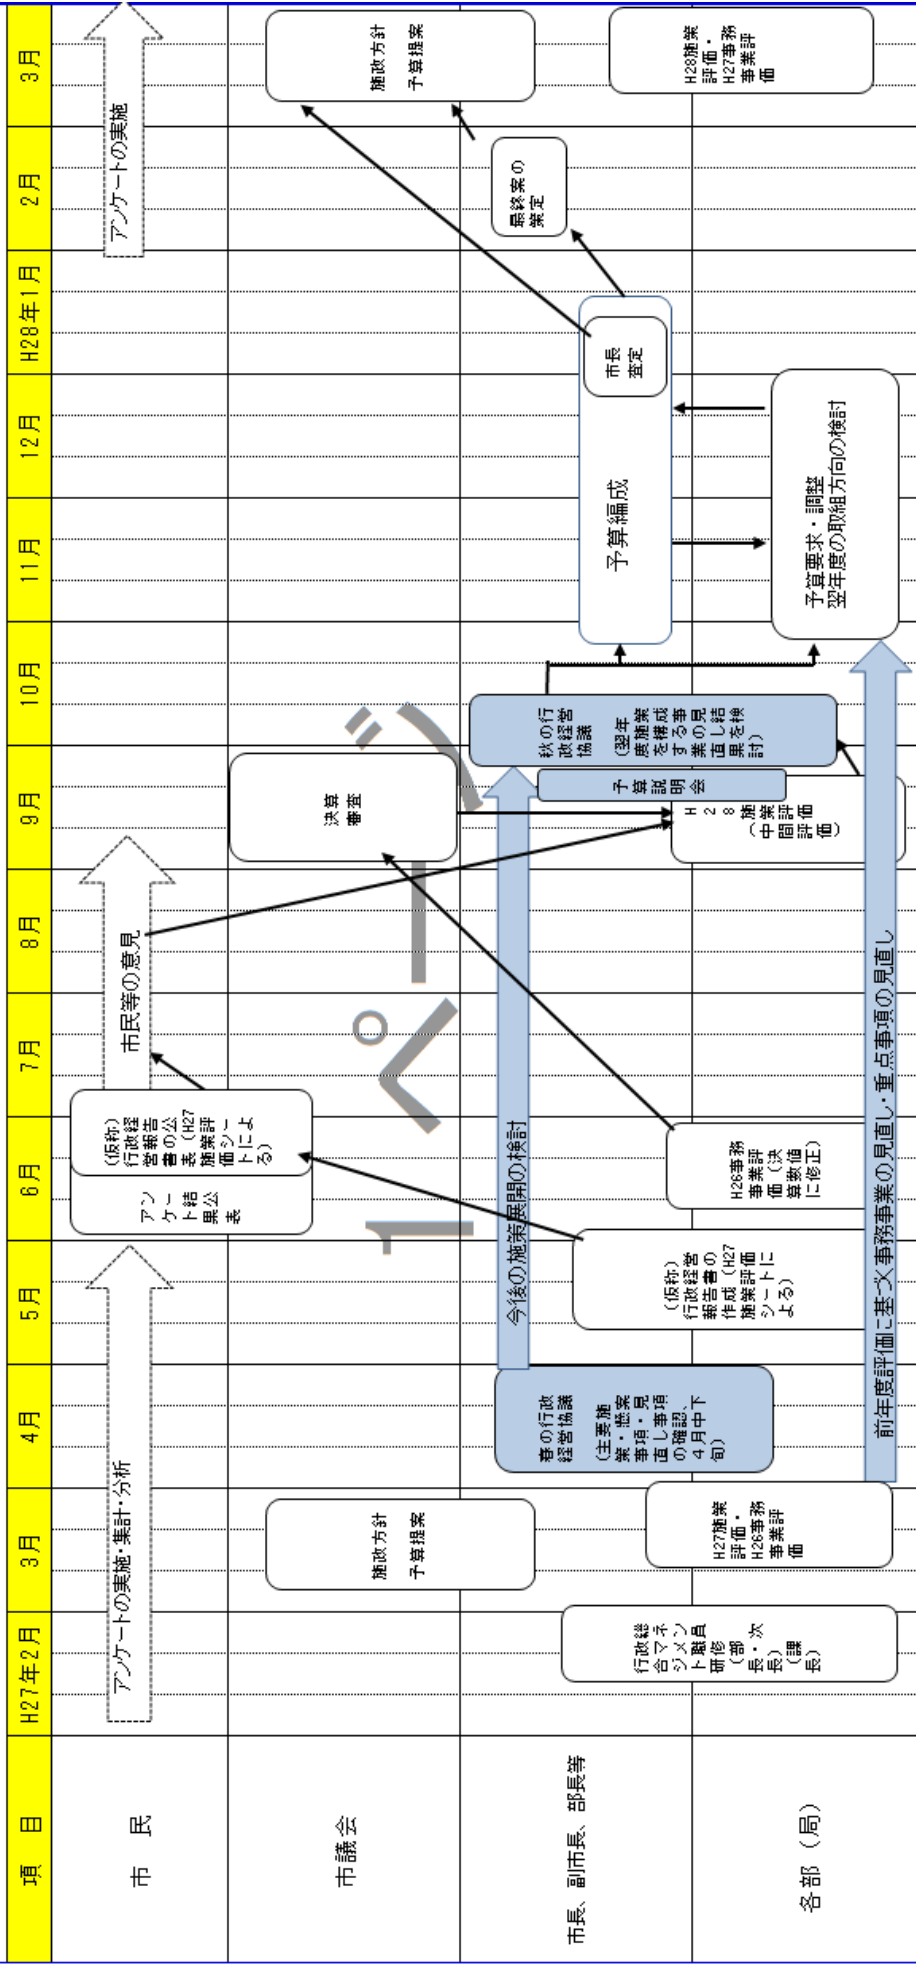 項　目
H27年2月
3月
4月
5月
6月
7月
8月
9月
10月
11月
12月
H28年1月
2月
3月
市　民
アンケートの実施・集計・分析
アンケート結果公表
（仮称）
行政経
営報告
書の公
表（H27
施策評
価シー
トによ
る）
市民等の意見
アンケートの実施
市議会
施政方針
予算提案
決算
審査
施政方針
予算提案
市長、副市長、部長等
春の行政
経営協議
（主要施
策・懸案
事項・見
直し事項
の確認、
4月中下
旬）
今後の施策展開の検討
秋の行
政経営
協議
（翌年
度施策
を構成
する事
業の見
直し結
果を検
討）
予算説明会
予算編成
市長
査定
最終案の
策定
各部（局）
行政総
合マネ
ジメン
ト職員
研修
（部
長・次
長）
（課
長）
H27施策
評価・
H26事務
事業評
価
（仮称）
行政経営
報告書の
作成（H27
施策評価
シートに
よる）
H26事務
事業評
価（決
算数値
に修正）
H２８
施策評価
（中間評価）
前年度評価に基づく事務事業の見直し・重点事項の見直し
予算要求・調整
翌年度の取組方向の検討
H28施策
評価・
H27事務
事業評
価
1ページ